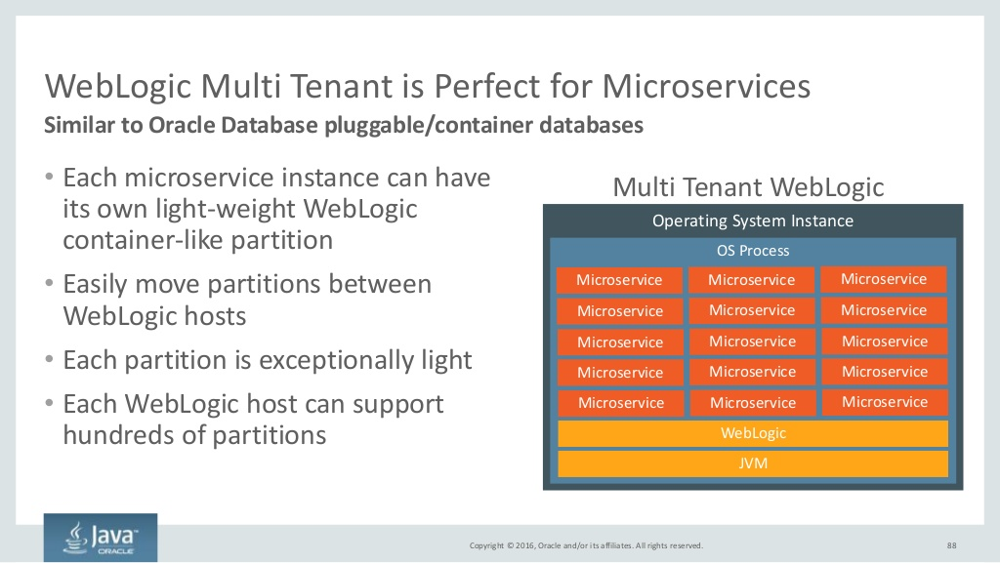 WebLogic Multi Tenant is Perfect for Microservices
Similar to Oracle Database pluggable/container databases
• Each microservice instance can have
its own light-weight WebLogic
container-like partition
• Easily move partitions between
WebLogic hosts
• Each partition is exceptionally light
• Each WebLogic host can support
hundreds of partitions
Multi Tenant WebLogic
Operating System Instance
OS Process
Microservice Microservice Microservice
Microservice Microservice Microservice
Microservice Microservice Microservice
Microservice Microservice Microservice
Microservice Microservice Microservice
WebLogic
JVM
Java™
ORACLE
Copyright © 2016, Oracle and/or its affiliates. All rights reserved.
88